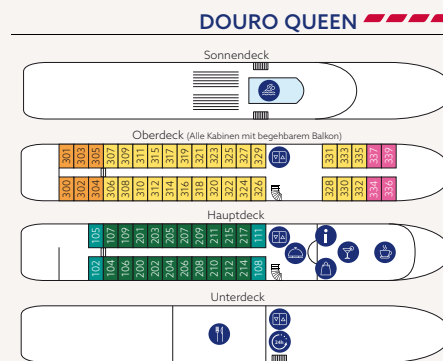 DOURO QUEEN
Sonnendeck
Oberdeck (Alle Kabinen mit begehbarem Balkon)
301 303 305 307 309 311 315 317 319 321 323 325 327 329 331 333 335 337 339
300 302 304 306 308 310 312 314 316 318 320 322 324 326 328 330 332 334 336
Hauptdeck
105 107 109 201 203 205 207 209 211 215 217 111
102 104 106 200 202 204 206 208 210 212 214 108
i
Unterdeck
24h